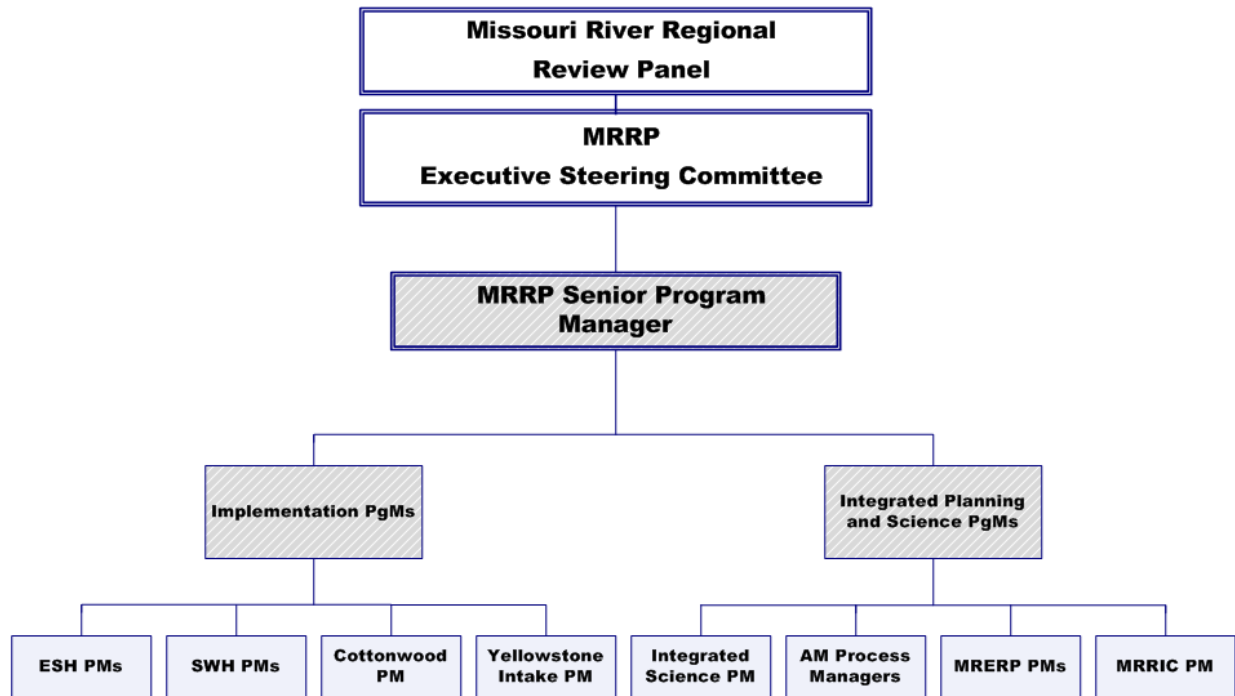 Missouri River Regional
Review Panel
MRRP
Executive Steering Committee
MRRP Senior Program
Manager
Implementation PgMs
Integrated Planning
and Science PgMs
ESH PMs
SWH PMs
Cottonwood
PM
Yellowstone
Intake PM
Integrated
Science PM
AM Process
Managers
MRERP PMs
MRRIC PM